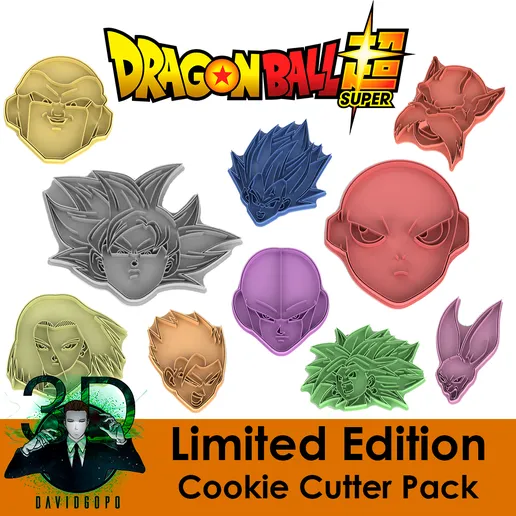 DRAGON BALL 超
SUPER
3D
DAVIDGOPO
Limited Edition
Cookie Cutter Pack